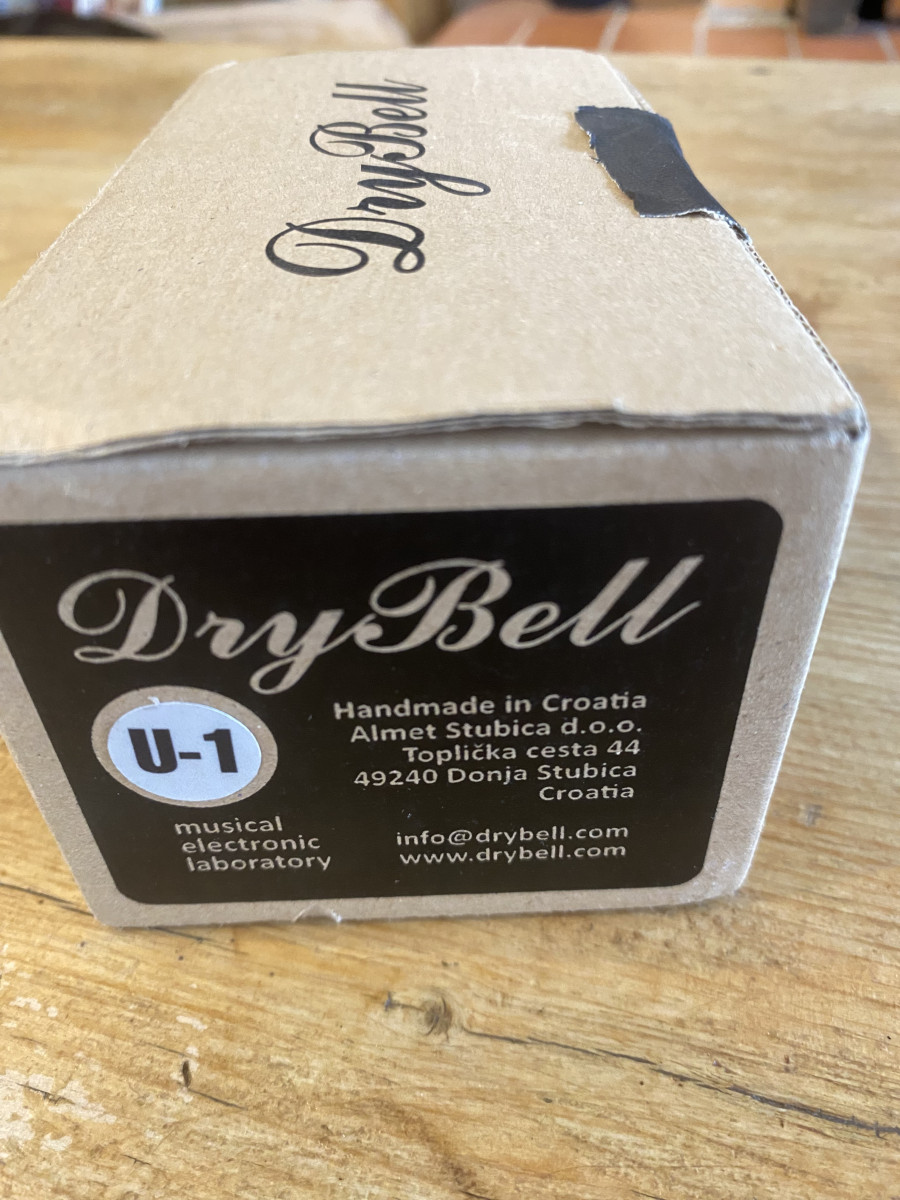 DryBell
DryBell
U-1
musical
electronic
laboratory
Handmade in Croatia
Almet Stubica d.o.o.
Toplička cesta 44
49240 Donja Stubica
Croatia
info@drybell.com
www.drybell.com